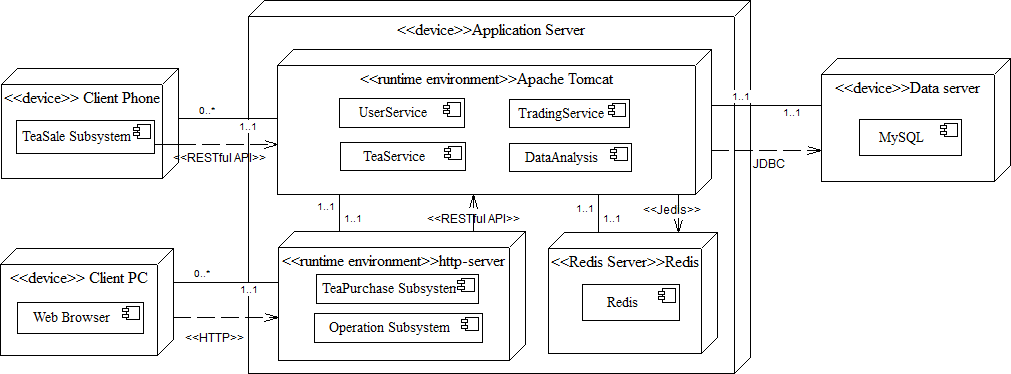 <<device>>Application Server
<<runtime environment>>Apache Tomcat
UserService
TradingService
TeaService
DataAnalysis
<<device>> Client Phone
TeaSale Subsystem
0..*
1..1
<<RESTful API>>
<<device>>Data server
MySQL
1..1
1..1
JDBC
1..1
1..1
<<RESTful API>>
1..1
1..1
<<Jedis>>
<<device>> Client PC
Web Browser
0..*
1..1
<<HTTP>>
<<runtime environment>>http-server
TeaPurchase Subsysten
Operation Subsystem
<<Redis Server>>Redis
Redis